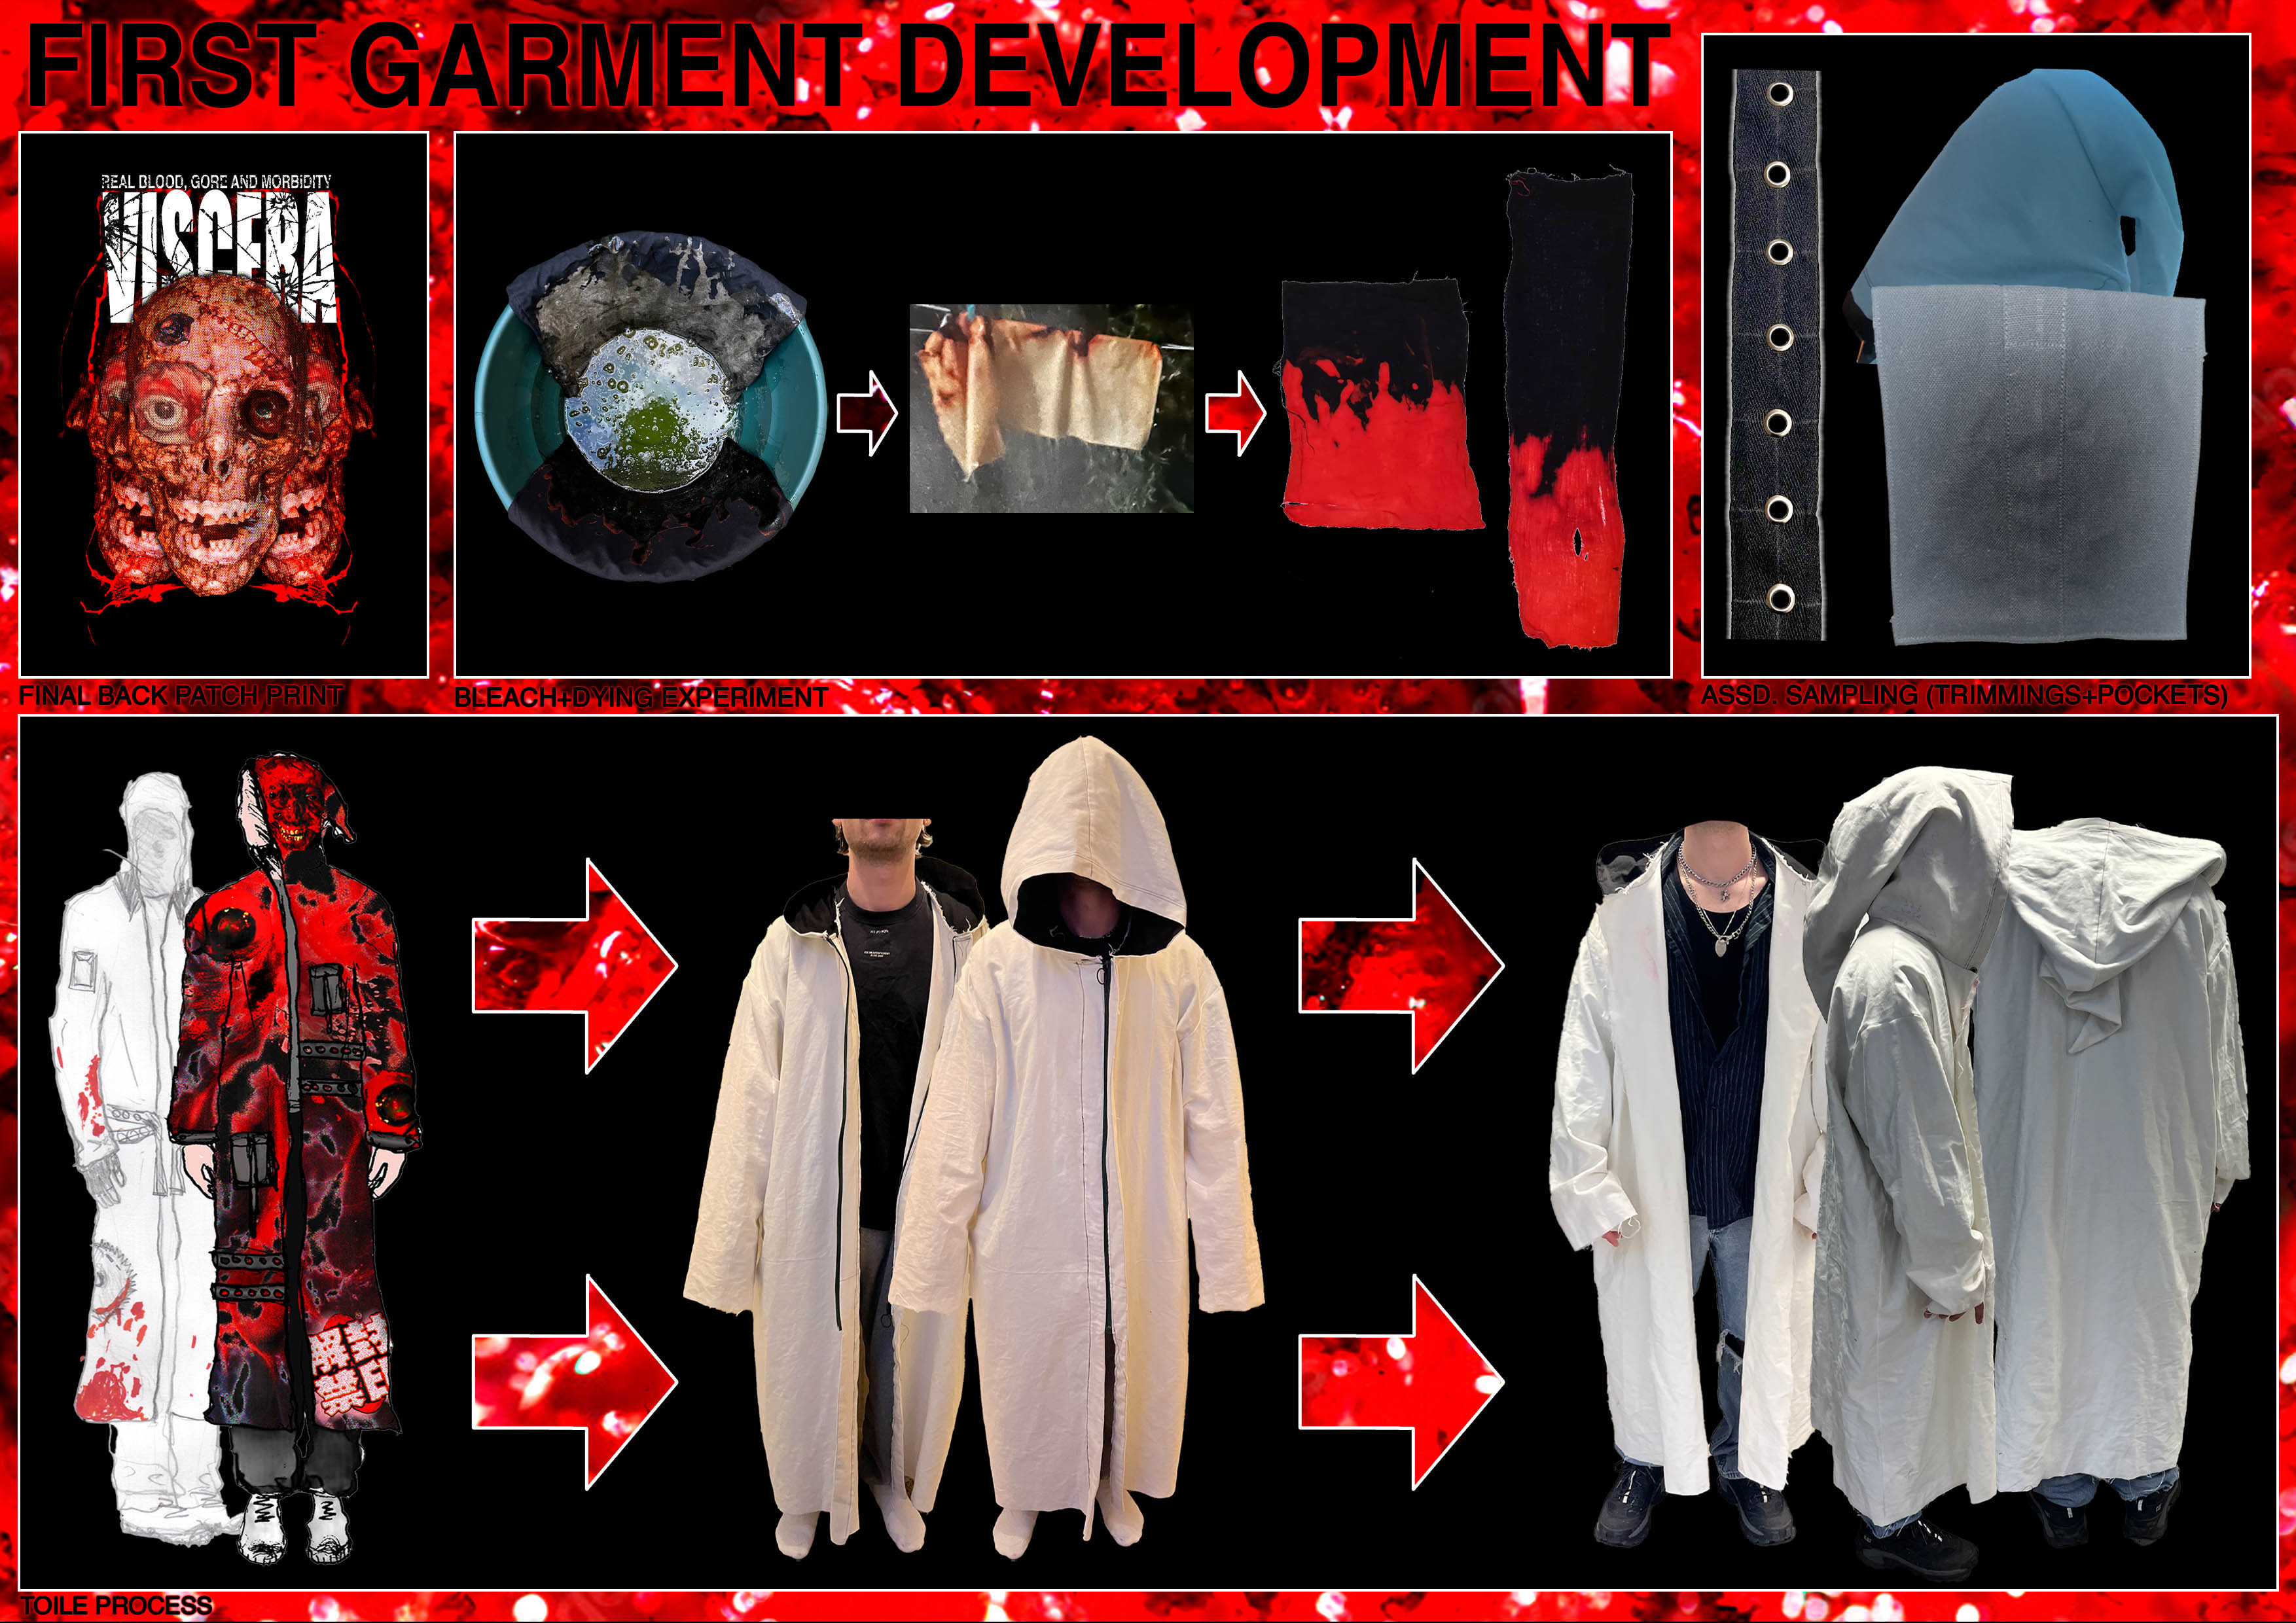 FIRST GARMENT DEVELOPMENT
REAL BLOOD, GORE AND MORBIDITY
VISCERA
FINAL BACK PATCH PRINT
BLEACH+DYING EXPERIMENT
ASSD. SAMPLING (TRIMMINGS+POCKETS)
TOILE PROCESS